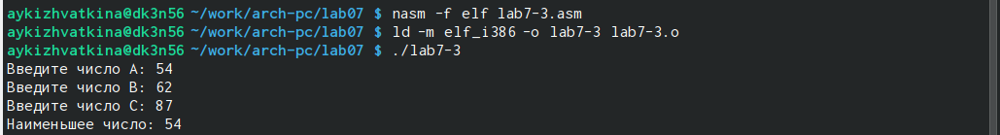 aykizhvatkina@dk3n56 ~/work/arch-pc/lab07 $ nasm -f elf lab7-3.asm
aykizhvatkina@dk3n56 ~/work/arch-pc/lab07 $ ld -m elf_i386 -o lab7-3 lab7-3.o
aykizhvatkina@dk3n56 ~/work/arch-pc/lab07 $ ./lab7-3
Введите число A: 54
Введите число B: 62
Введите число C: 87
Наименьшее число: 54